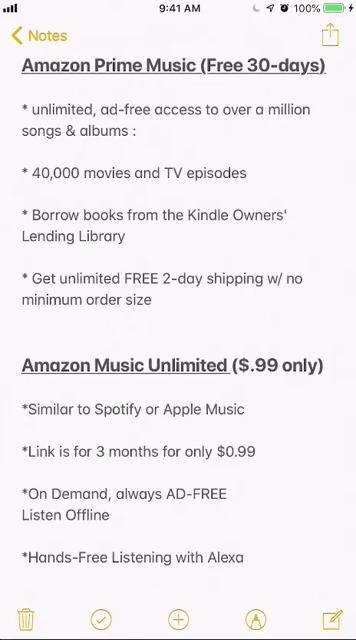 9:41 AM
100%
Notes
Amazon Prime Music (Free 30-days)
* unlimited, ad-free access to over a million
songs & albums :
* 40,000 movies and TV episodes
* Borrow books from the Kindle Owners'
Lending Library
* Get unlimited FREE 2-day shipping w/ no
minimum order size
Amazon Music Unlimited ($.99 only)
*Similar to Spotify or Apple Music
*Link is for 3 months for only $0.99
*On Demand, always AD-FREE
Listen Offline
*Hands-Free Listening with Alexa